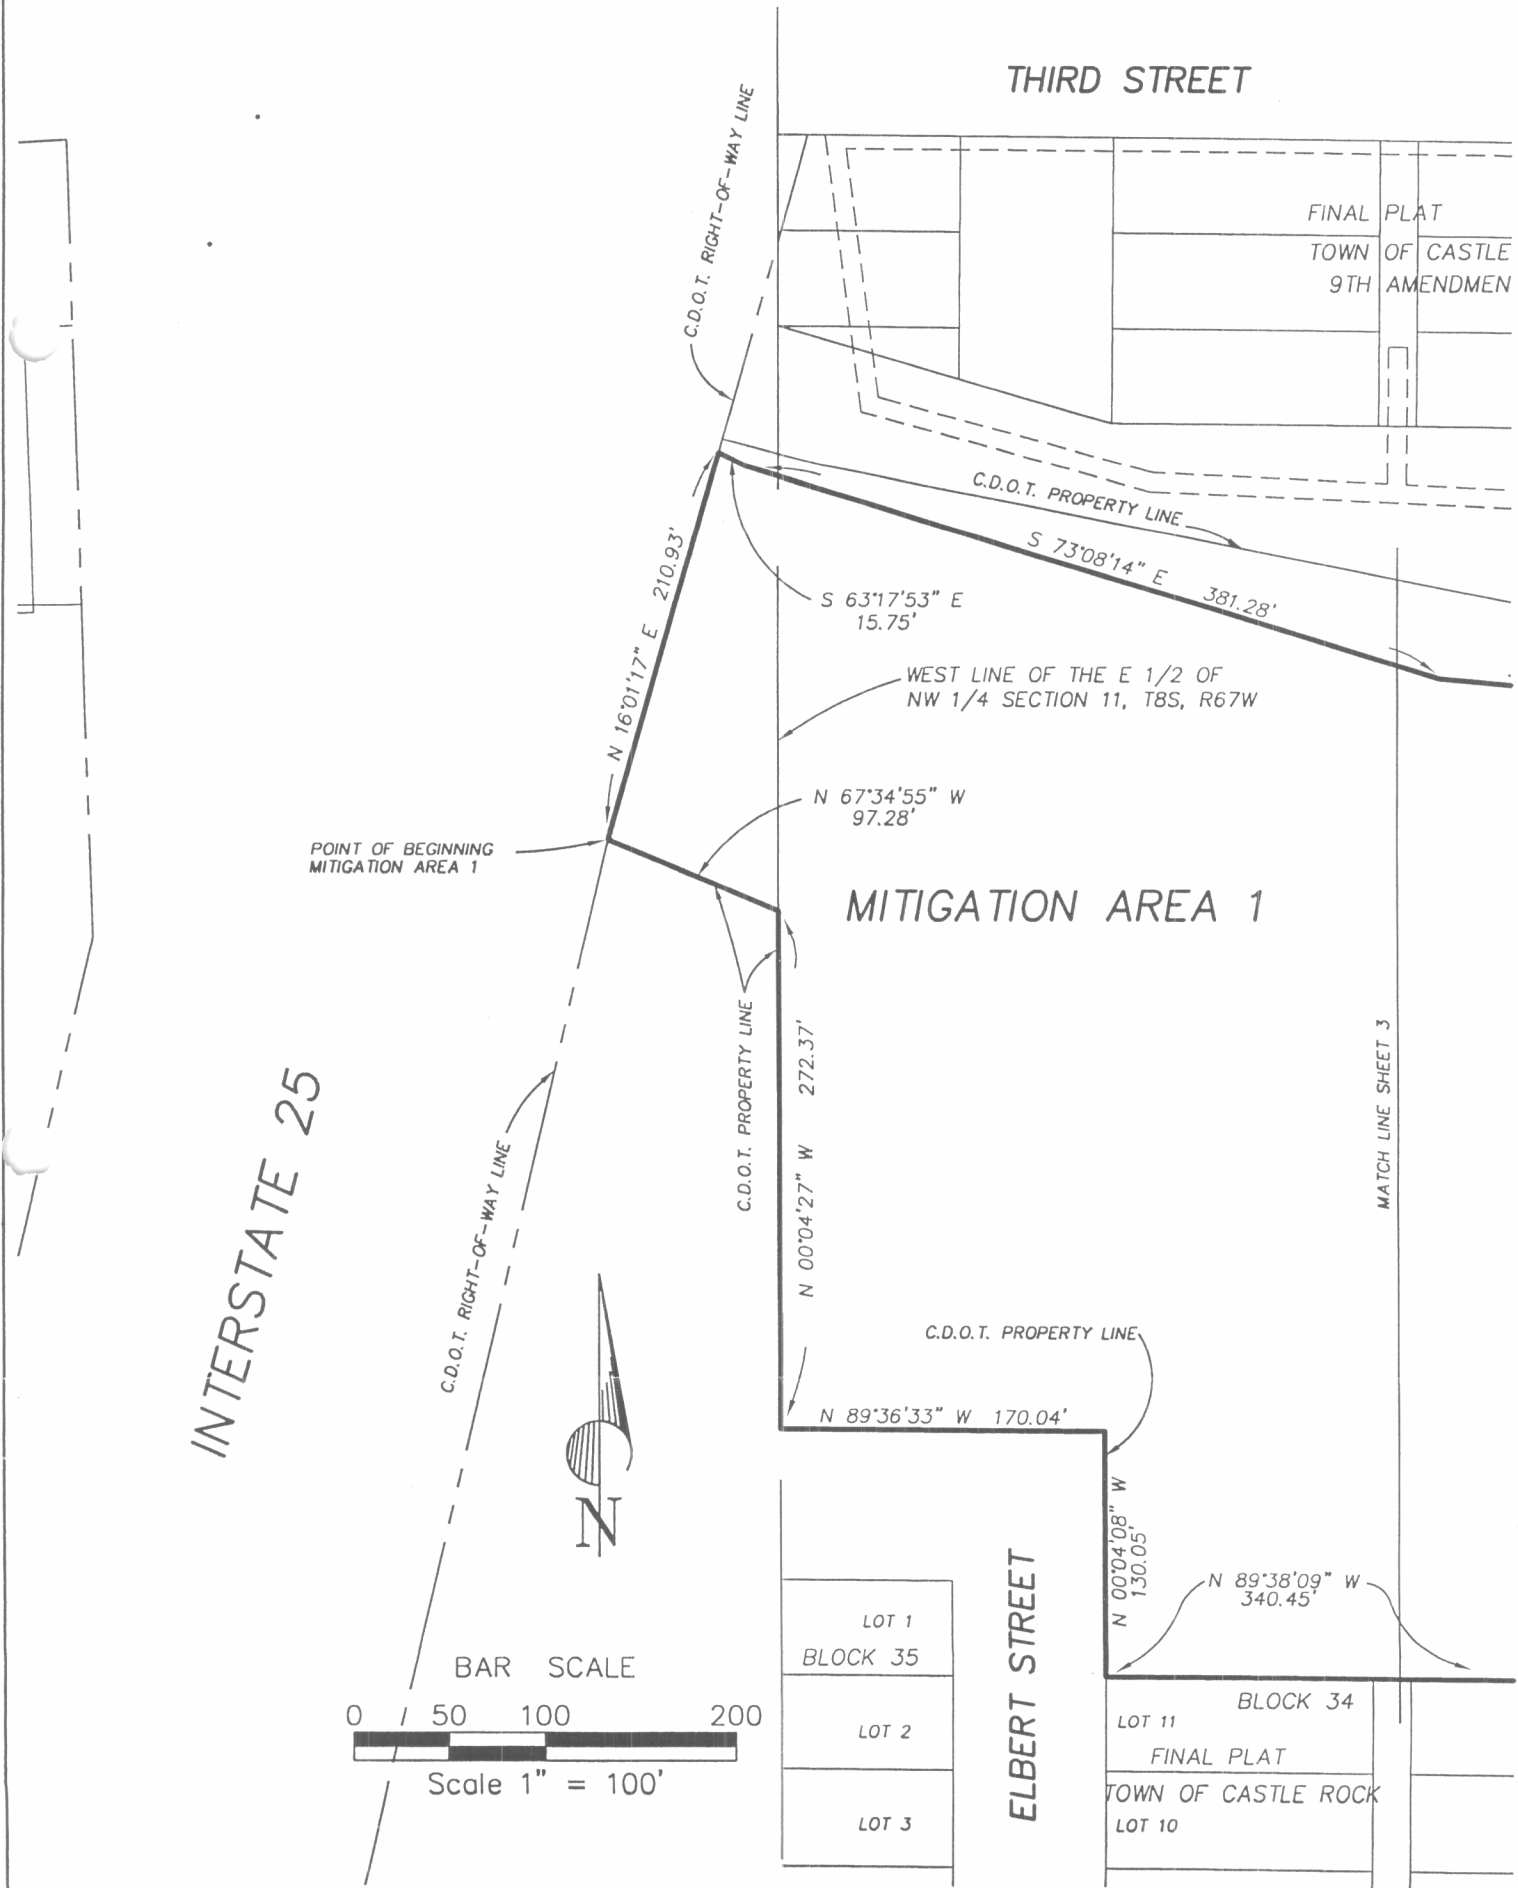 THIRD STREET
C.D.O.T. RIGHT-OF-WAY LINE
FINAL PLAT
TOWN OF CASTLE
9TH AMENDMEN
C.D.O.T. PROPERTY LINE
S 73°08'14" E 381.28'
N 16°01'17" E 210.93'
S 63°17'53" E
15.75'
WEST LINE OF THE E 1/2 OF
NW 1/4 SECTION 11, T8S, R67W
N 67°34'55" W
97.28'
POINT OF BEGINNING
MITIGATION AREA 1
MITIGATION AREA 1
C.D.O.T. PROPERTY LINE
N 00°04'27" W 272.37'
MATCH LINE SHEET 3
INTERSTATE 25
C.D.O.T. RIGHT-OF-WAY LINE
C.D.O.T. PROPERTY LINE
N 89°36'33" W 170.04'
N
N 00°04'08" W
130.05'
N 89°38'09" W
340.45'
ELBERT STREET
LOT 1
BLOCK 35
LOT 2
LOT 3
BLOCK 34
LOT 11
FINAL PLAT
TOWN OF CASTLE ROCK
LOT 10
BAR SCALE
0 50 100 200
Scale 1" = 100'